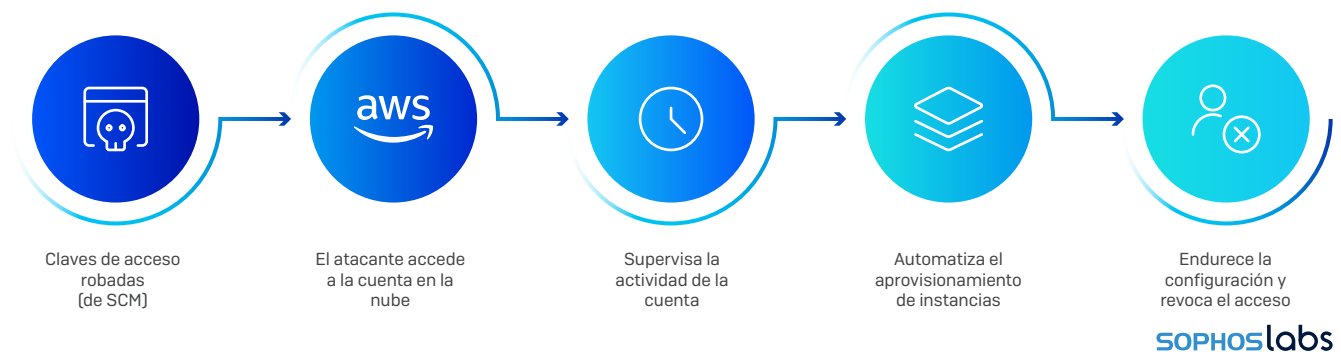 aws
Claves de acceso
robadas
(de SCM)
El atacante accede
a la cuenta en la
nube
Supervisa la
actividad de la
cuenta
Automatiza el
aprovisionamiento
de instancias
Endurece la
configuración y
revoca el acceso
SOPHOSlabs